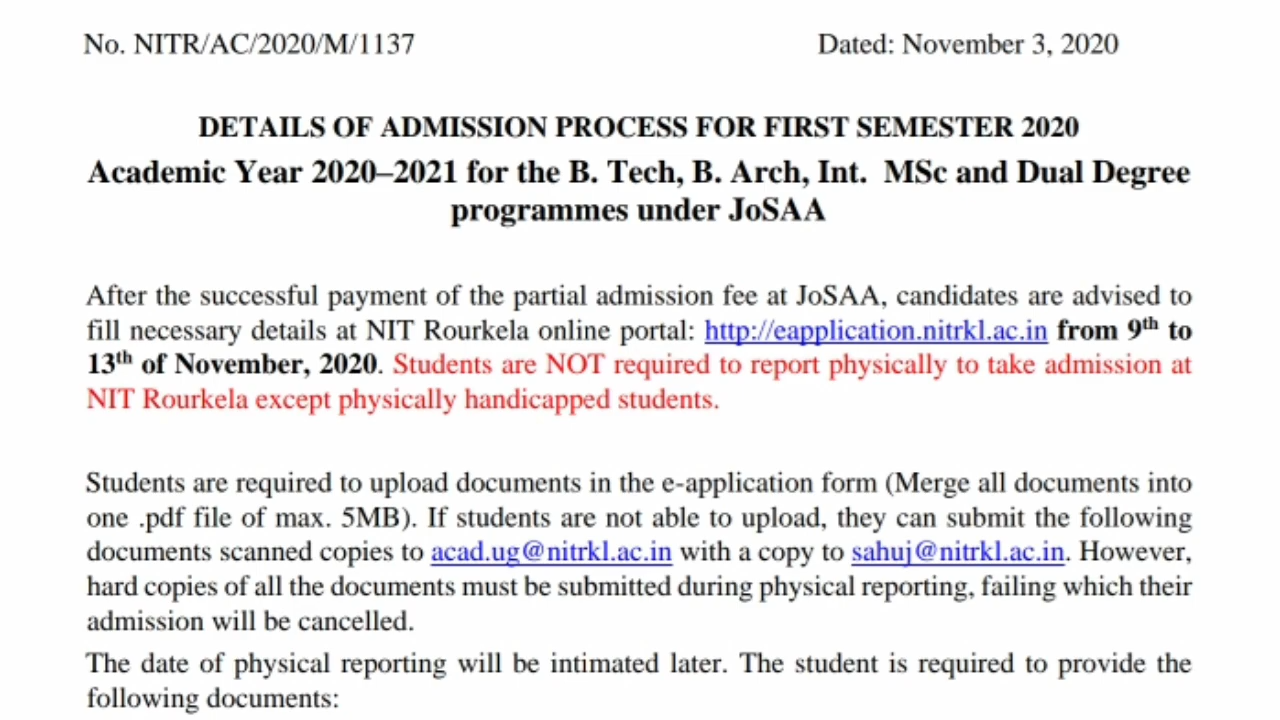 No. NITR/AC/2020/M/1137 Dated: November 3, 2020
DETAILS OF ADMISSION PROCESS FOR FIRST SEMESTER 2020
Academic Year 2020–2021 for the B. Tech, B. Arch, Int. MSc and Dual Degree
programmes under JoSAA
After the successful payment of the partial admission fee at JoSAA, candidates are advised to
fill necessary details at NIT Rourkela online portal: http://eapplication.nitrkl.ac.in from 9th to
13th of November, 2020. Students are NOT required to report physically to take admission at
NIT Rourkela except physically handicapped students.
Students are required to upload documents in the e-application form (Merge all documents into
one .pdf file of max. 5MB). If students are not able to upload, they can submit the following
documents scanned copies to acad.ug@nitrkl.ac.in with a copy to sahuj@nitrkl.ac.in. However,
hard copies of all the documents must be submitted during physical reporting, failing which their
admission will be cancelled.
The date of physical reporting will be intimated later. The student is required to provide the
following documents: